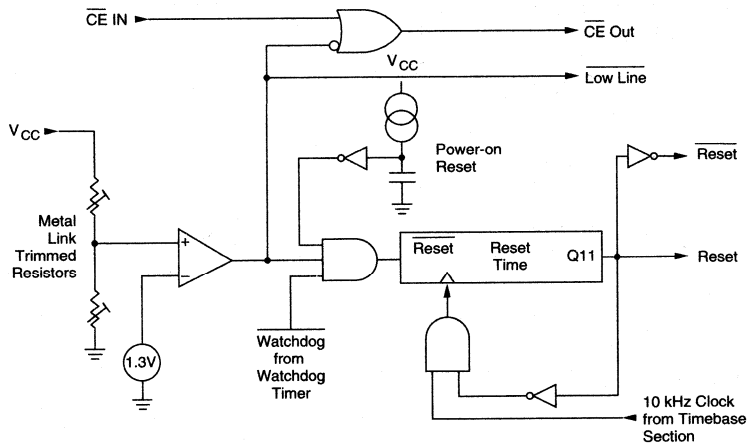 CE IN
CE Out
VCC
Low Line
VCC
Power-on
Reset
Reset
Metal
Link
Trimmed
Resistors
+
−
Reset
Reset
Time
Q11
Reset
1.3V
Watchdog
from
Watchdog
Timer
10 kHz Clock
from Timebase
Section